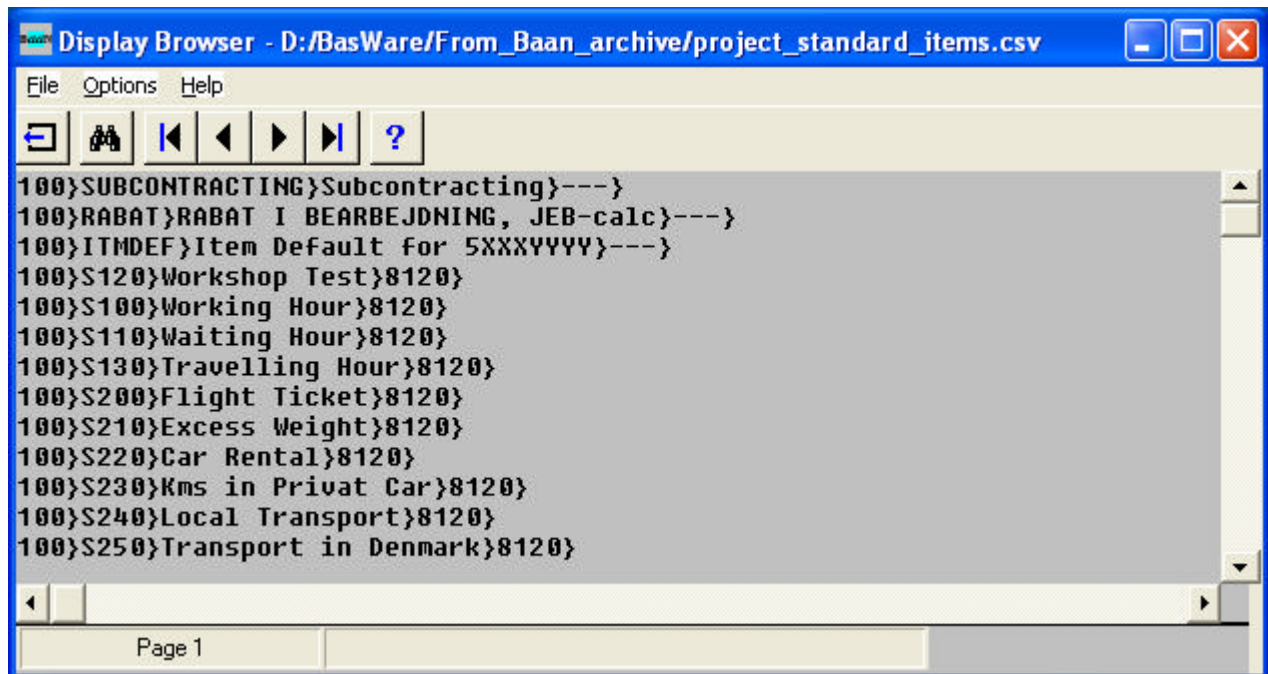 Display Browser - D:/BasWare/From_Baan_archive/project_standard_items.csv
File Options Help
?
100}SUBCONTRACTING}Subcontracting}---}
100}RABAT}RABAT I BEARBEJDNING, JEB-calc}---}
100}ITMDEF}Item Default for 5XXXYYYY}---}
100}S120}Workshop Test}8120}
100}S100}Working Hour}8120}
100}S110}Waiting Hour}8120}
100}S130}Travelling Hour}8120}
100}S200}Flight Ticket}8120}
100}S210}Excess Weight}8120}
100}S220}Car Rental}8120}
100}S230}Kms in Privat Car}8120}
100}S240}Local Transport}8120}
100}S250}Transport in Denmark}8120}
Page 1